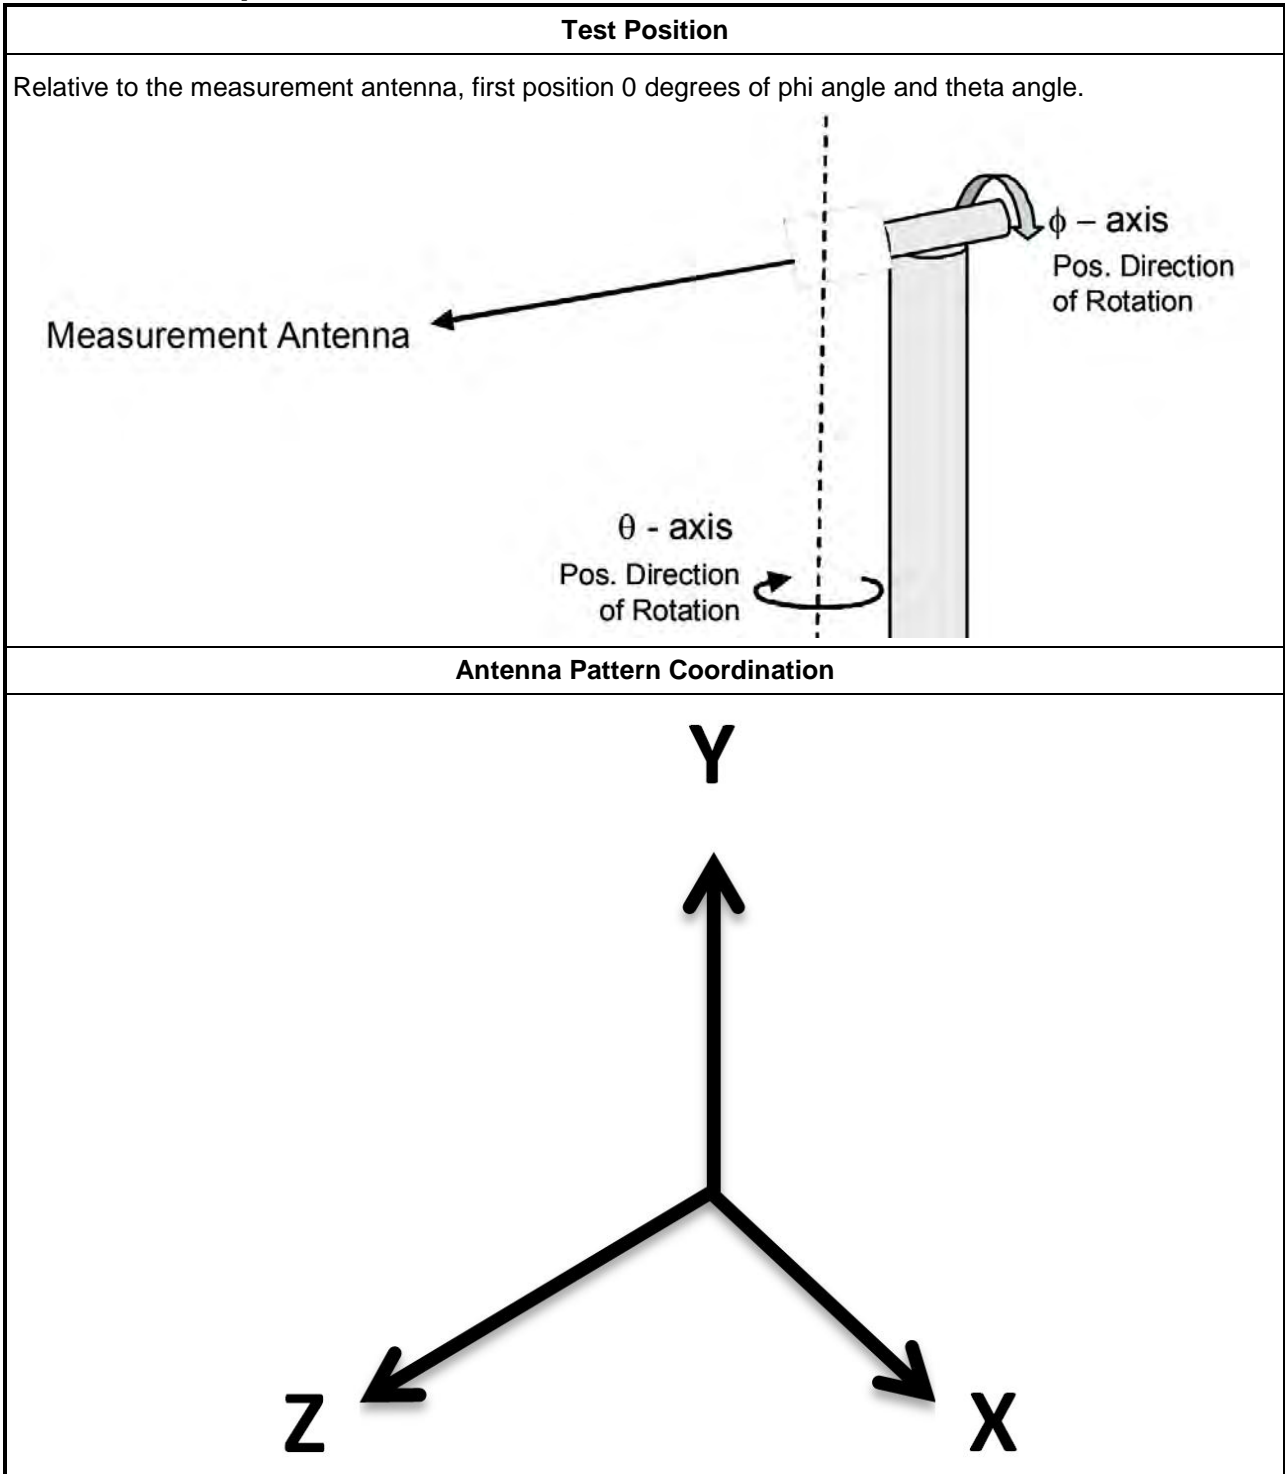 Test Position
Relative to the measurement antenna, first position 0 degrees of phi angle and theta angle.
ϕ – axis
Pos. Direction
of Rotation
Measurement Antenna
θ - axis
Pos. Direction
of Rotation
Antenna Pattern Coordination
Y
Z
X